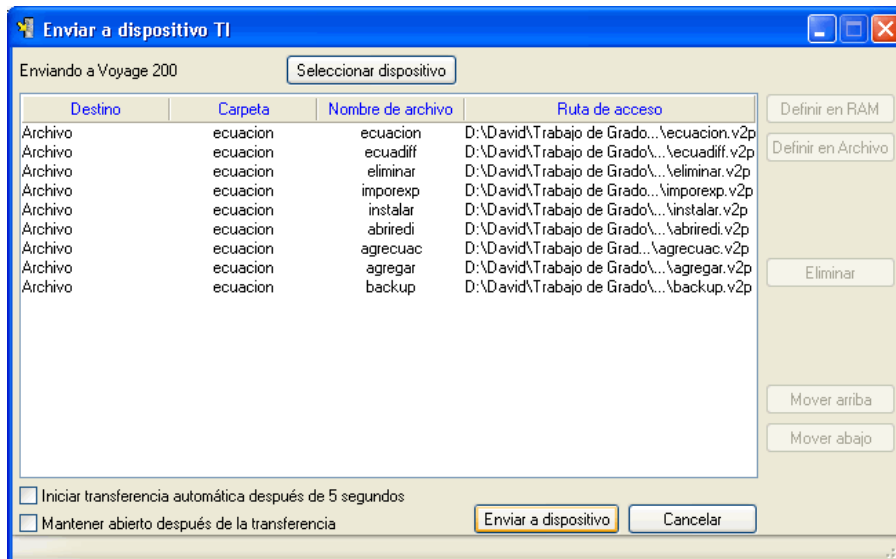 Enviar a dispositivo TI
Enviando a Voyage 200 Seleccionar dispositivo
Destino Carpeta Nombre de archivo Ruta de acceso
Archivo ecuacion ecuacion D:\David\Trabajo de Grado...\ecuacion.v2p
Archivo ecuacion ecuadiff D:\David\Trabajo de Grado\...\ecuadiff.v2p
Archivo ecuacion eliminar D:\David\Trabajo de Grado\...\eliminar.v2p
Archivo ecuacion imporexp D:\David\Trabajo de Grado...\imporexp.v2p
Archivo ecuacion instalar D:\David\Trabajo de Grado\...\instalar.v2p
Archivo ecuacion abriredi D:\David\Trabajo de Grado\...\abriredi.v2p
Archivo ecuacion agrecuac D:\David\Trabajo de Grad...\agrecuac.v2p
Archivo ecuacion agregar D:\David\Trabajo de Grado\...\agregar.v2p
Archivo ecuacion backup D:\David\Trabajo de Grado\...\backup.v2p
Definir en RAM
Definir en Archivo
Eliminar
Mover arriba
Mover abajo
Iniciar transferencia automática después de 5 segundos
Mantener abierto después de la transferencia
Enviar a dispositivo Cancelar